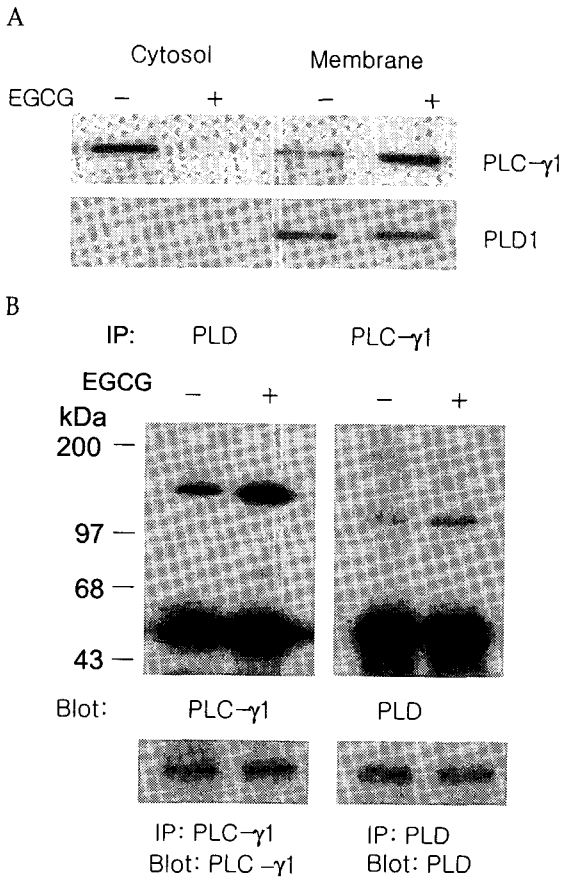 A
Cytosol Membrane
EGCG − + − +
PLC-γ1
PLD1
B
IP: PLD PLC-γ1
EGCG − + − +
kDa
200
97
68
43
Blot: PLC-γ1 PLD
IP: PLC-γ1 IP: PLD
Blot: PLC-γ1 Blot: PLD